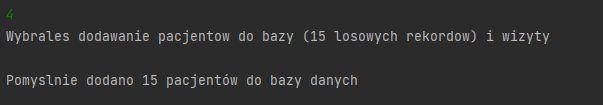 4
Wybrales dodawanie pacjentow do bazy (15 losowych rekordow) i wizyty
Pomyslnie dodano 15 pacjentów do bazy danych